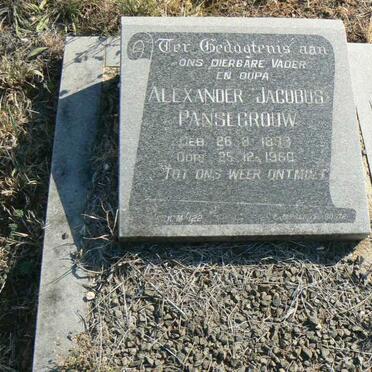 Ter Gedagtenis aan
ONS DIERBARE VADER
EN OUPA
ALEXANDER JACOBUS
PANSEGROUW
GEB. 26·8·1893
OORL. 25·12·1960
TOT ONS WEER ONTMOET